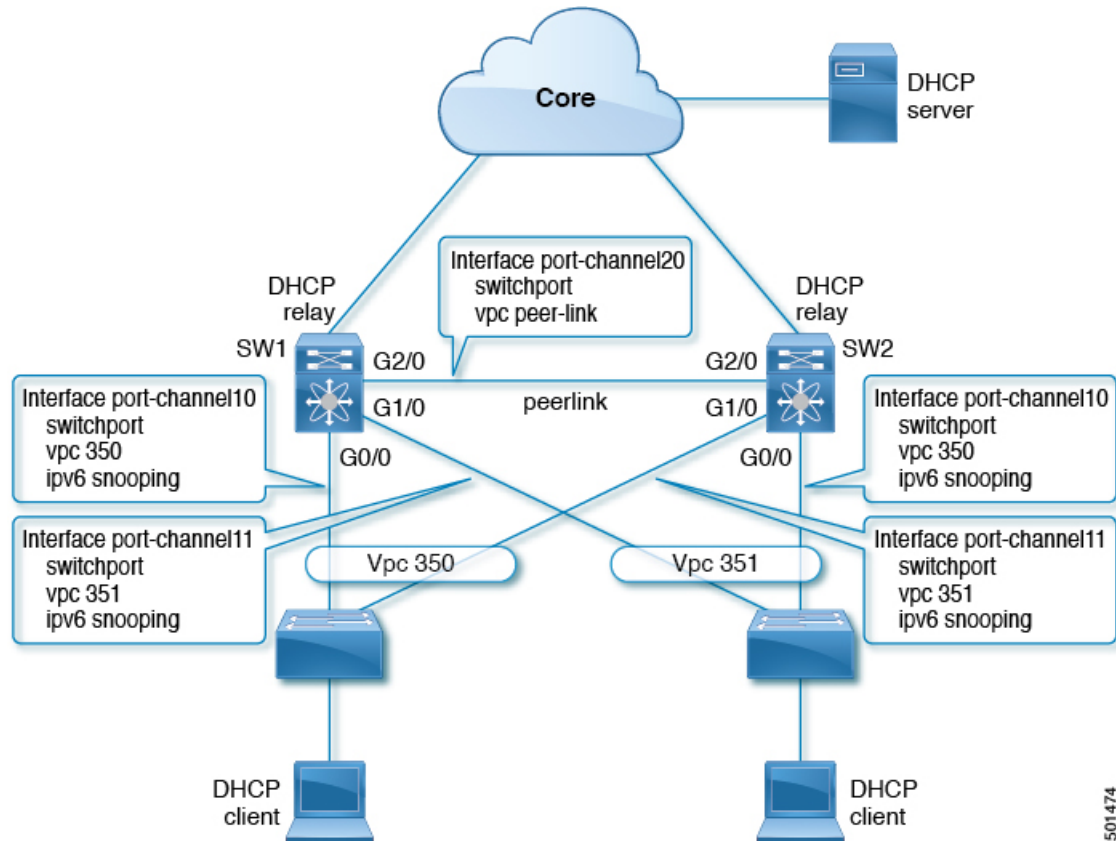 Core
DHCP
server
Interface port-channel20
switchport
vpc peer-link
DHCP
relay
DHCP
relay
SW1
SW2
G2/0
G2/0
peerlink
G1/0
G1/0
G0/0
G0/0
Interface port-channel10
switchport
vpc 350
ipv6 snooping
Interface port-channel10
switchport
vpc 350
ipv6 snooping
Interface port-channel11
switchport
vpc 351
ipv6 snooping
Vpc 350
Vpc 351
Interface port-channel11
switchport
vpc 351
ipv6 snooping
DHCP
client
DHCP
client
501474